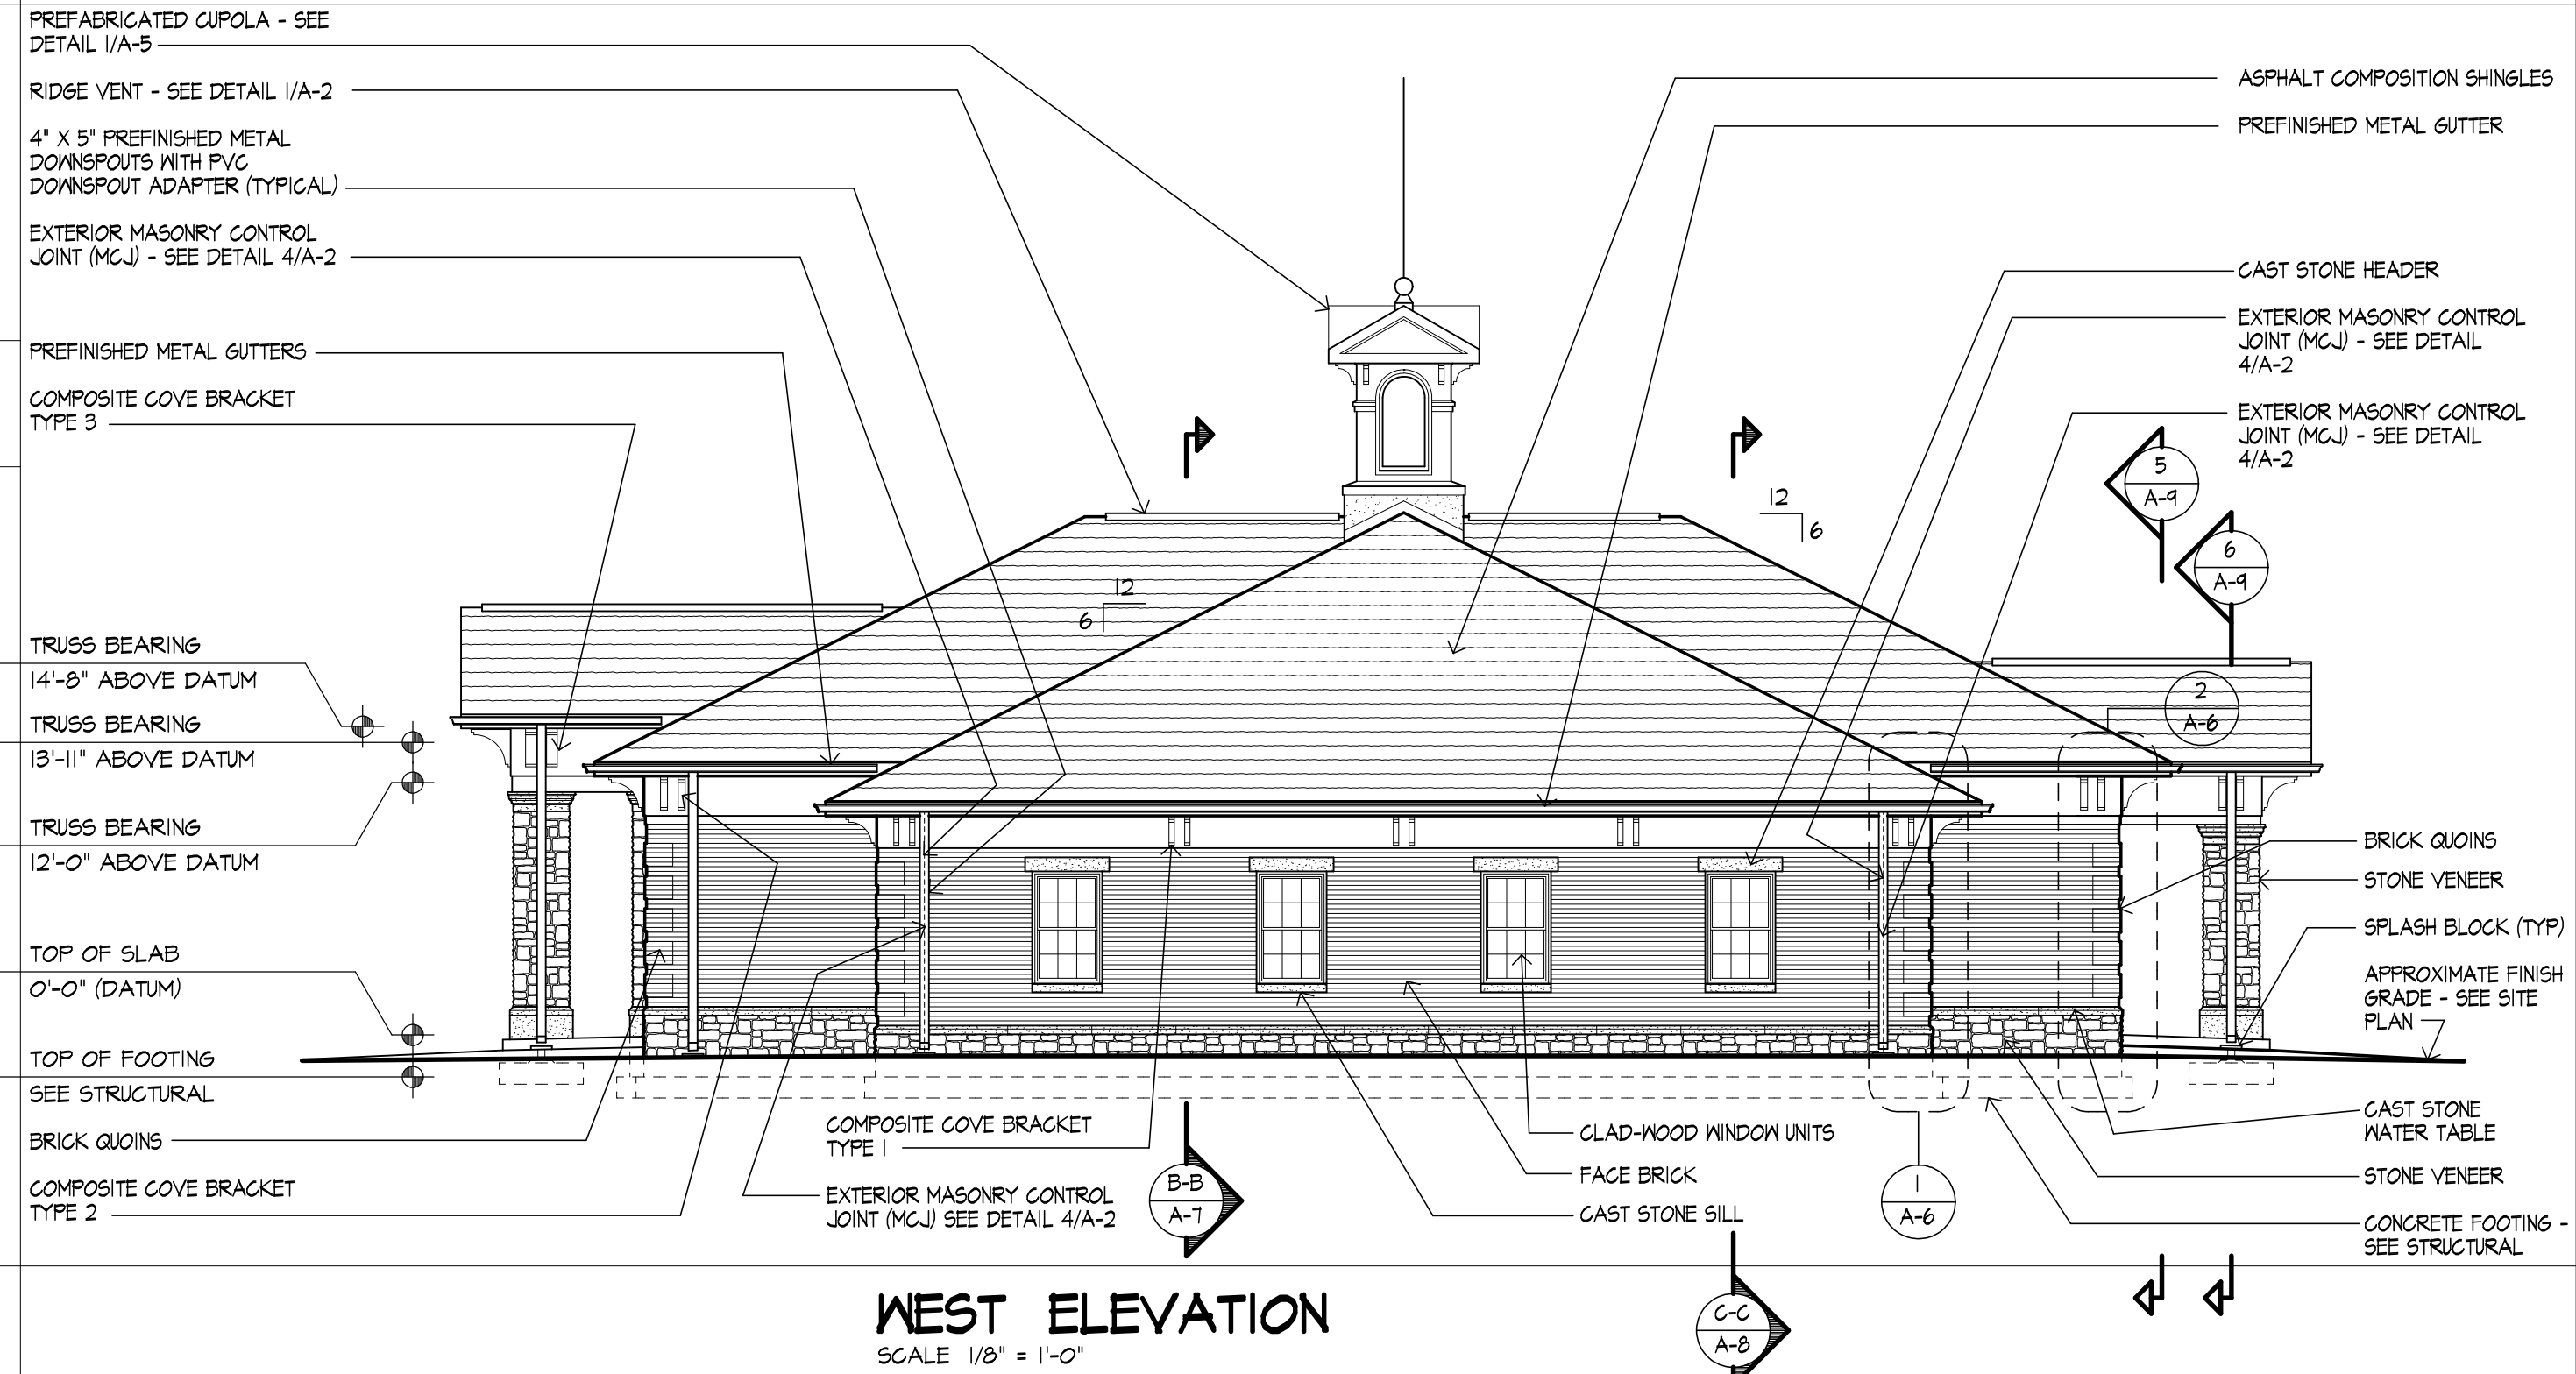 PREFABRICATED CUPOLA - SEE
DETAIL 1/A-5
RIDGE VENT - SEE DETAIL 1/A-2
4" X 5" PREFINISHED METAL
DOWNSPOUTS WITH PVC
DOWNSPOUT ADAPTER (TYPICAL)
EXTERIOR MASONRY CONTROL
JOINT (MCJ) - SEE DETAIL 4/A-2
PREFINISHED METAL GUTTERS
COMPOSITE COVE BRACKET
TYPE 3
TRUSS BEARING
14'-8" ABOVE DATUM
TRUSS BEARING
13'-11" ABOVE DATUM
TRUSS BEARING
12'-0" ABOVE DATUM
TOP OF SLAB
0'-0" (DATUM)
TOP OF FOOTING
SEE STRUCTURAL
BRICK QUOINS
COMPOSITE COVE BRACKET
TYPE 2
12
6
12
6
COMPOSITE COVE BRACKET
TYPE 1
EXTERIOR MASONRY CONTROL
JOINT (MCJ) SEE DETAIL 4/A-2
B-B
A-7
CLAD-WOOD WINDOW UNITS
FACE BRICK
CAST STONE SILL
1
A-6
C-C
A-8
ASPHALT COMPOSITION SHINGLES
PREFINISHED METAL GUTTER
CAST STONE HEADER
EXTERIOR MASONRY CONTROL
JOINT (MCJ) - SEE DETAIL
4/A-2
EXTERIOR MASONRY CONTROL
JOINT (MCJ) - SEE DETAIL
4/A-2
5
A-9
6
A-9
2
A-6
BRICK QUOINS
STONE VENEER
SPLASH BLOCK (TYP)
APPROXIMATE FINISH
GRADE - SEE SITE
PLAN
CAST STONE
WATER TABLE
STONE VENEER
CONCRETE FOOTING -
SEE STRUCTURAL
WEST ELEVATION
SCALE 1/8" = 1'-0"